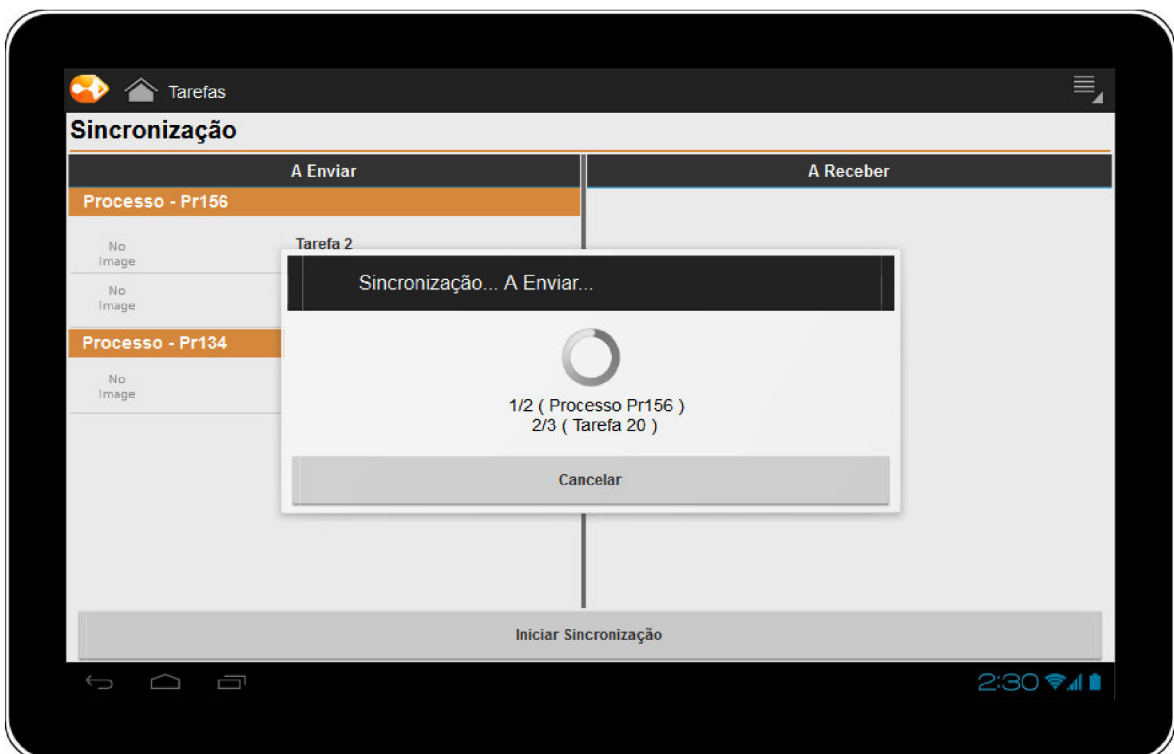 Tarefas
Sincronização
A Enviar
A Receber
Processo - Pr156
No
Image
Tarefa 2
No
Image
Processo - Pr134
No
Image
Sincronização... A Enviar...
1/2 ( Processo Pr156 )
2/3 ( Tarefa 20 )
Cancelar
Iniciar Sincronização
2:30